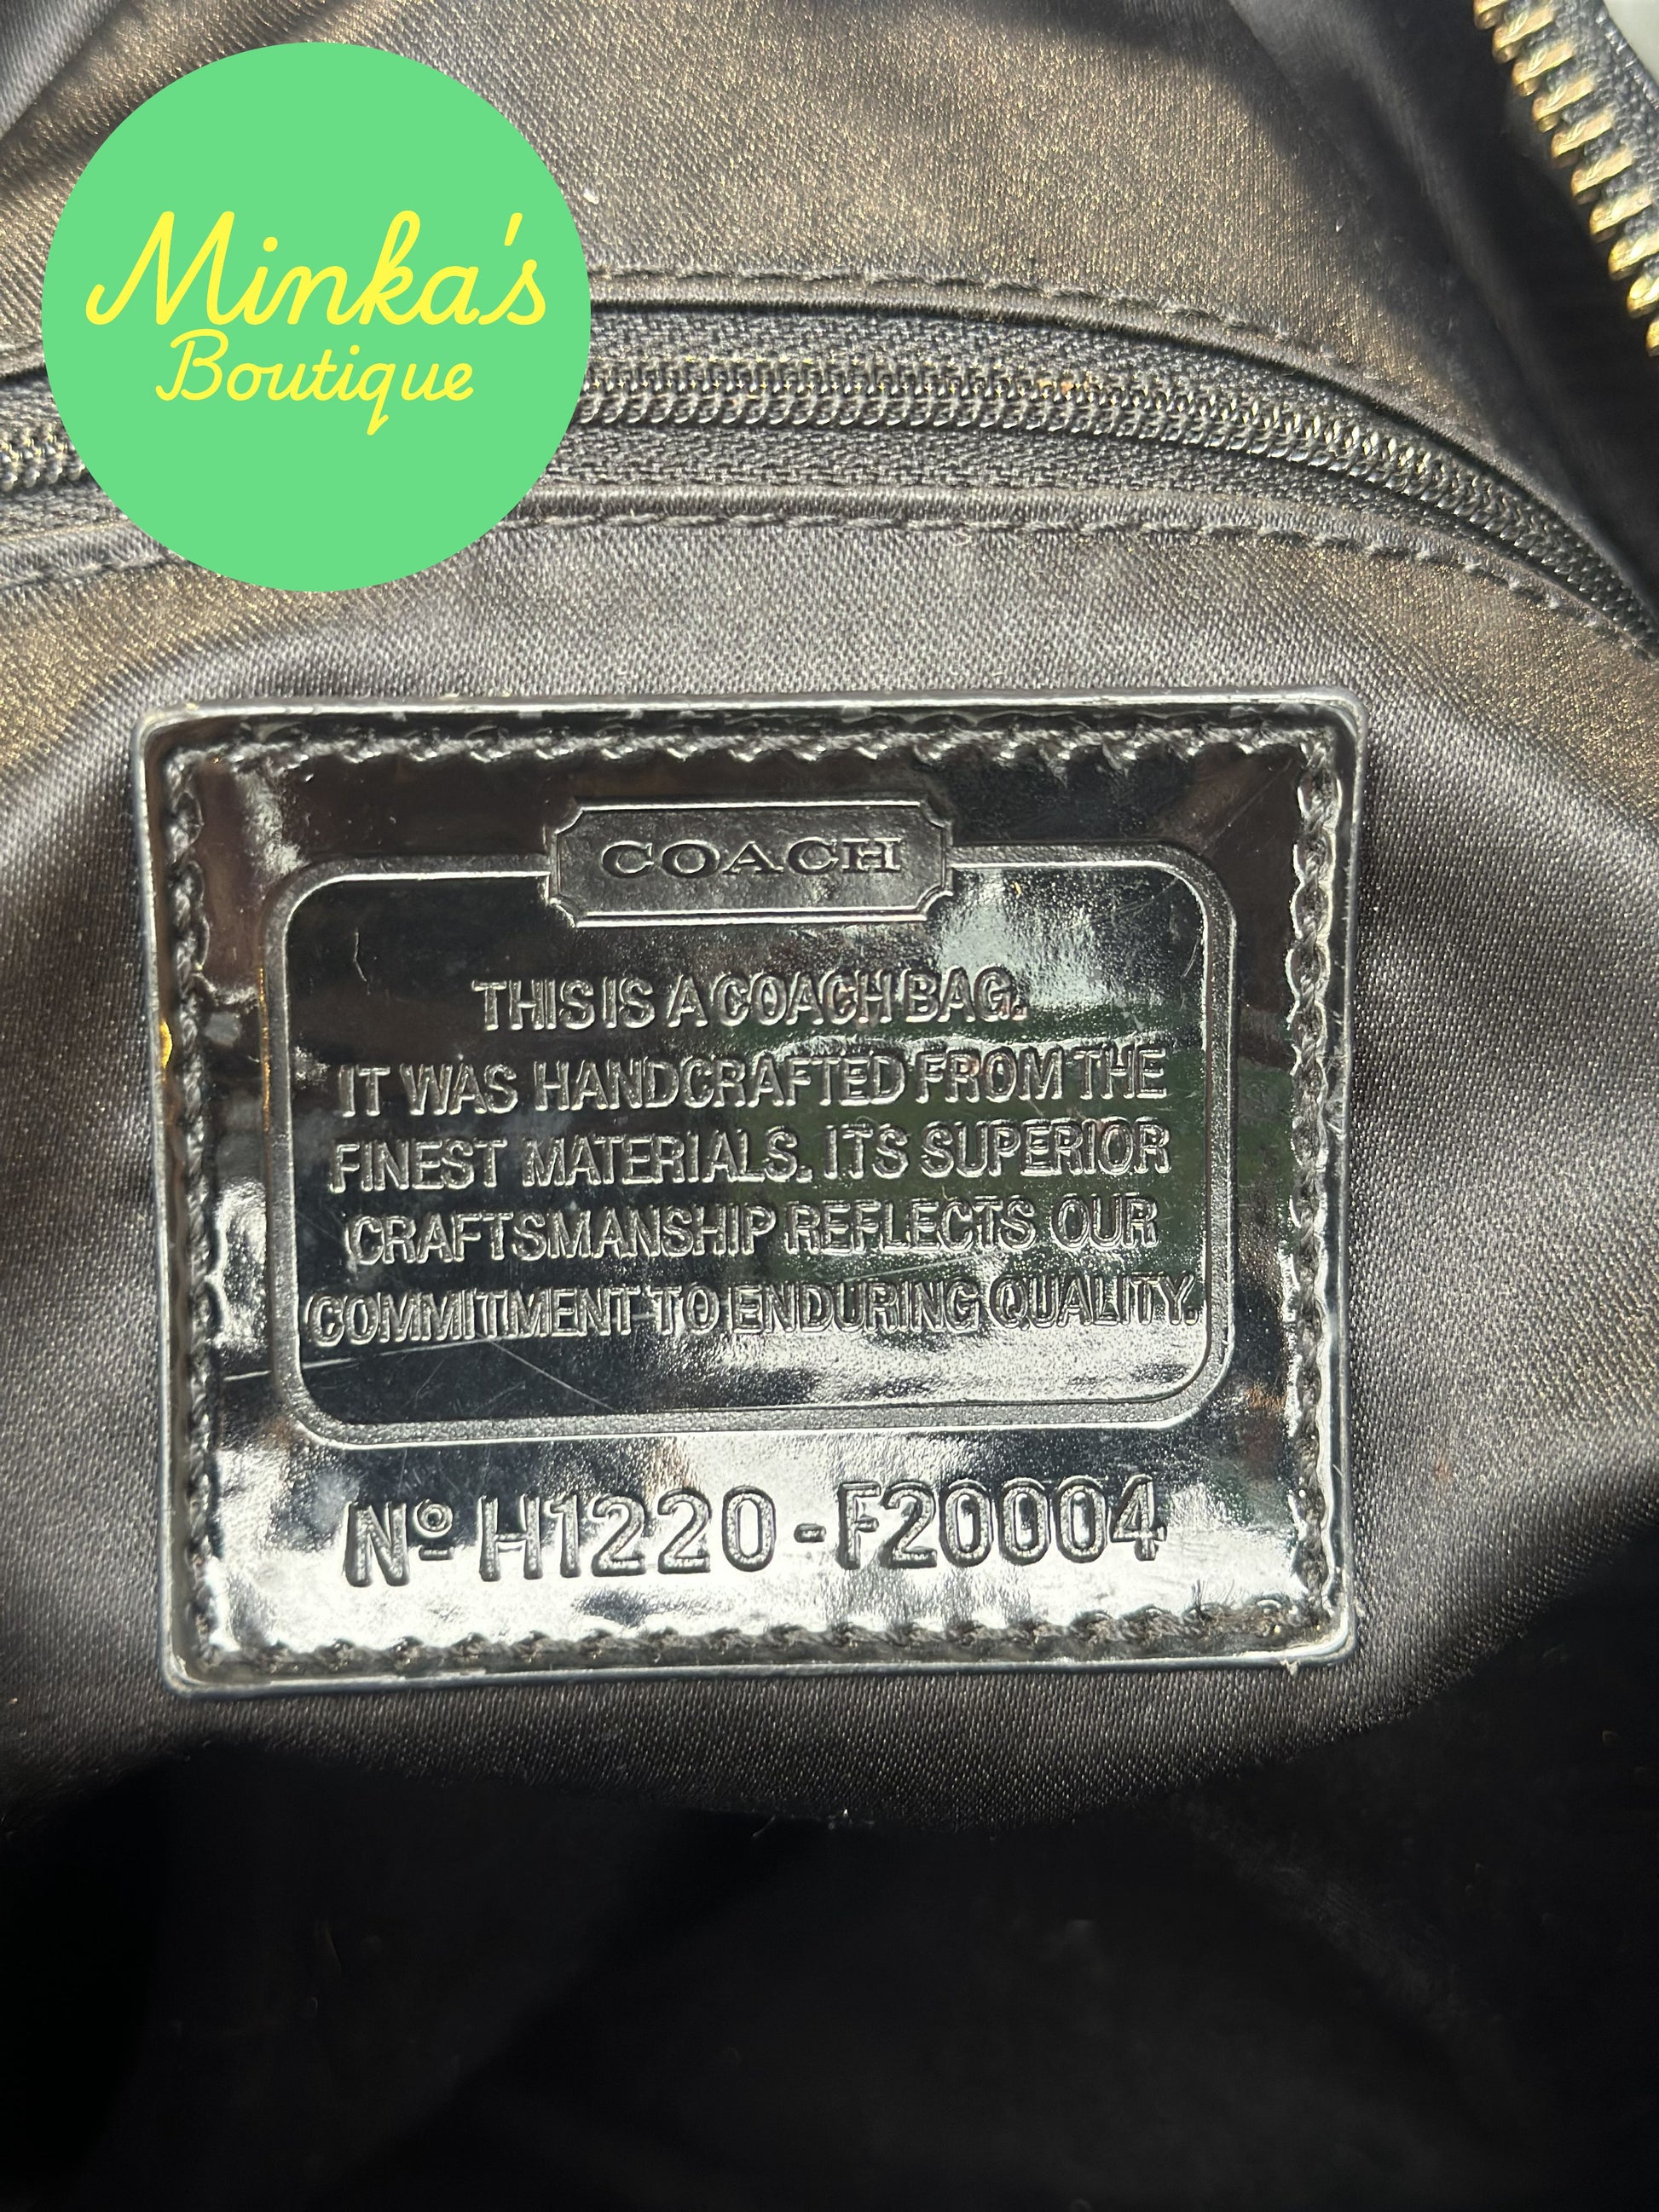 Minka's
Boutique
COACH
THIS IS A COACH BAG.
IT WAS HANDCRAFTED FROM THE
FINEST MATERIALS. ITS SUPERIOR
CRAFTSMANSHIP REFLECTS OUR
COMMITMENT TO ENDURING QUALITY.
Nº H1220-F20004